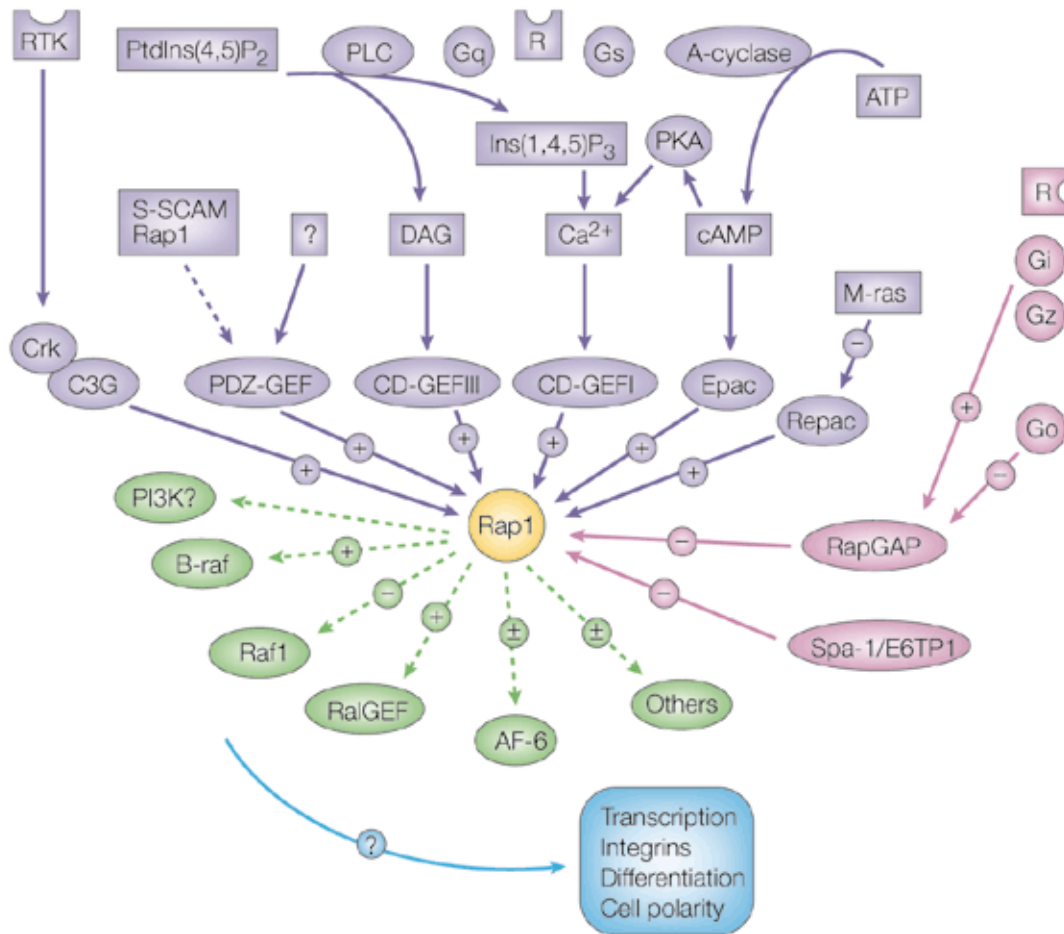 RTK
PtdIns(4,5)P2
PLC
Gq
R
Gs
A-cyclase
ATP
Ins(1,4,5)P3
PKA
R
S-SCAM
Rap1
?
DAG
Ca2+
cAMP
Gi
M-ras
Gz
−
Crk
C3G
PDZ-GEF
CD-GEFIII
CD-GEFI
Epac
Repac
+
Go
+
+
+
+
+
+
−
PI3K?
Rap1
RapGAP
−
B-raf
+
−
−
+
±
±
Spa-1/E6TP1
Raf1
RalGEF
AF-6
Others
?
Transcription
Integrins
Differentiation
Cell polarity